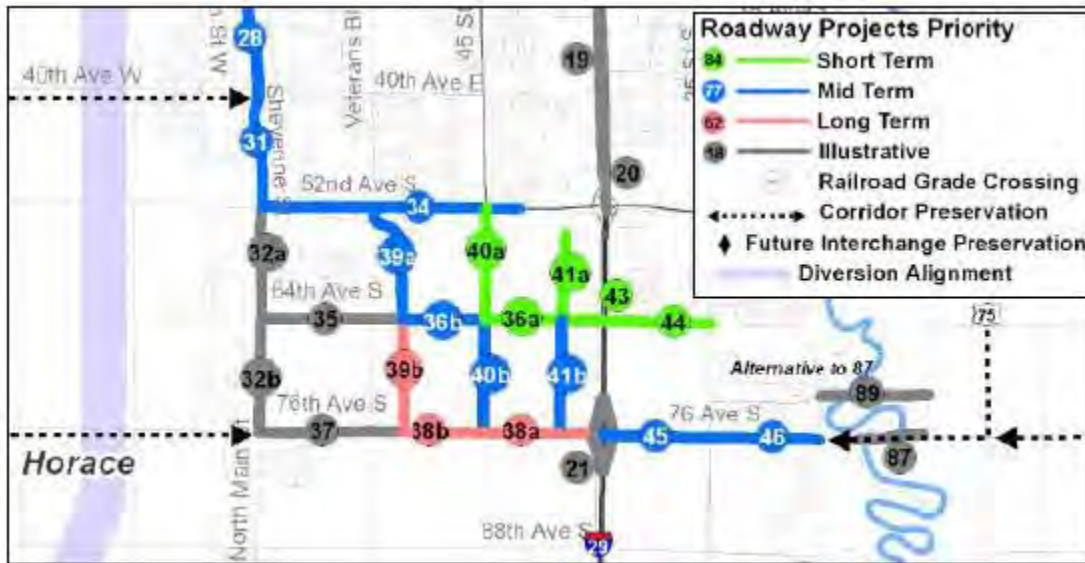 Roadway Projects Priority
84 Short Term
77 Mid Term
62 Long Term
Illustrative
Railroad Grade Crossing
Corridor Preservation
Future Interchange Preservation
Diversion Alignment
28
Veterans Bl
45 St
19
40th Ave W
40th Ave E
Sheyenne
31
20
52nd Ave S
34
32a
39a
40a
41a
64th Ave S
43
35
36b
36a
44
75
39b
40b
41b
Alternative to 87
32b
89
76th Ave S
76 Ave S
37
38b
38a
45
46
Horace
21
87
North Main
88th Ave S
29